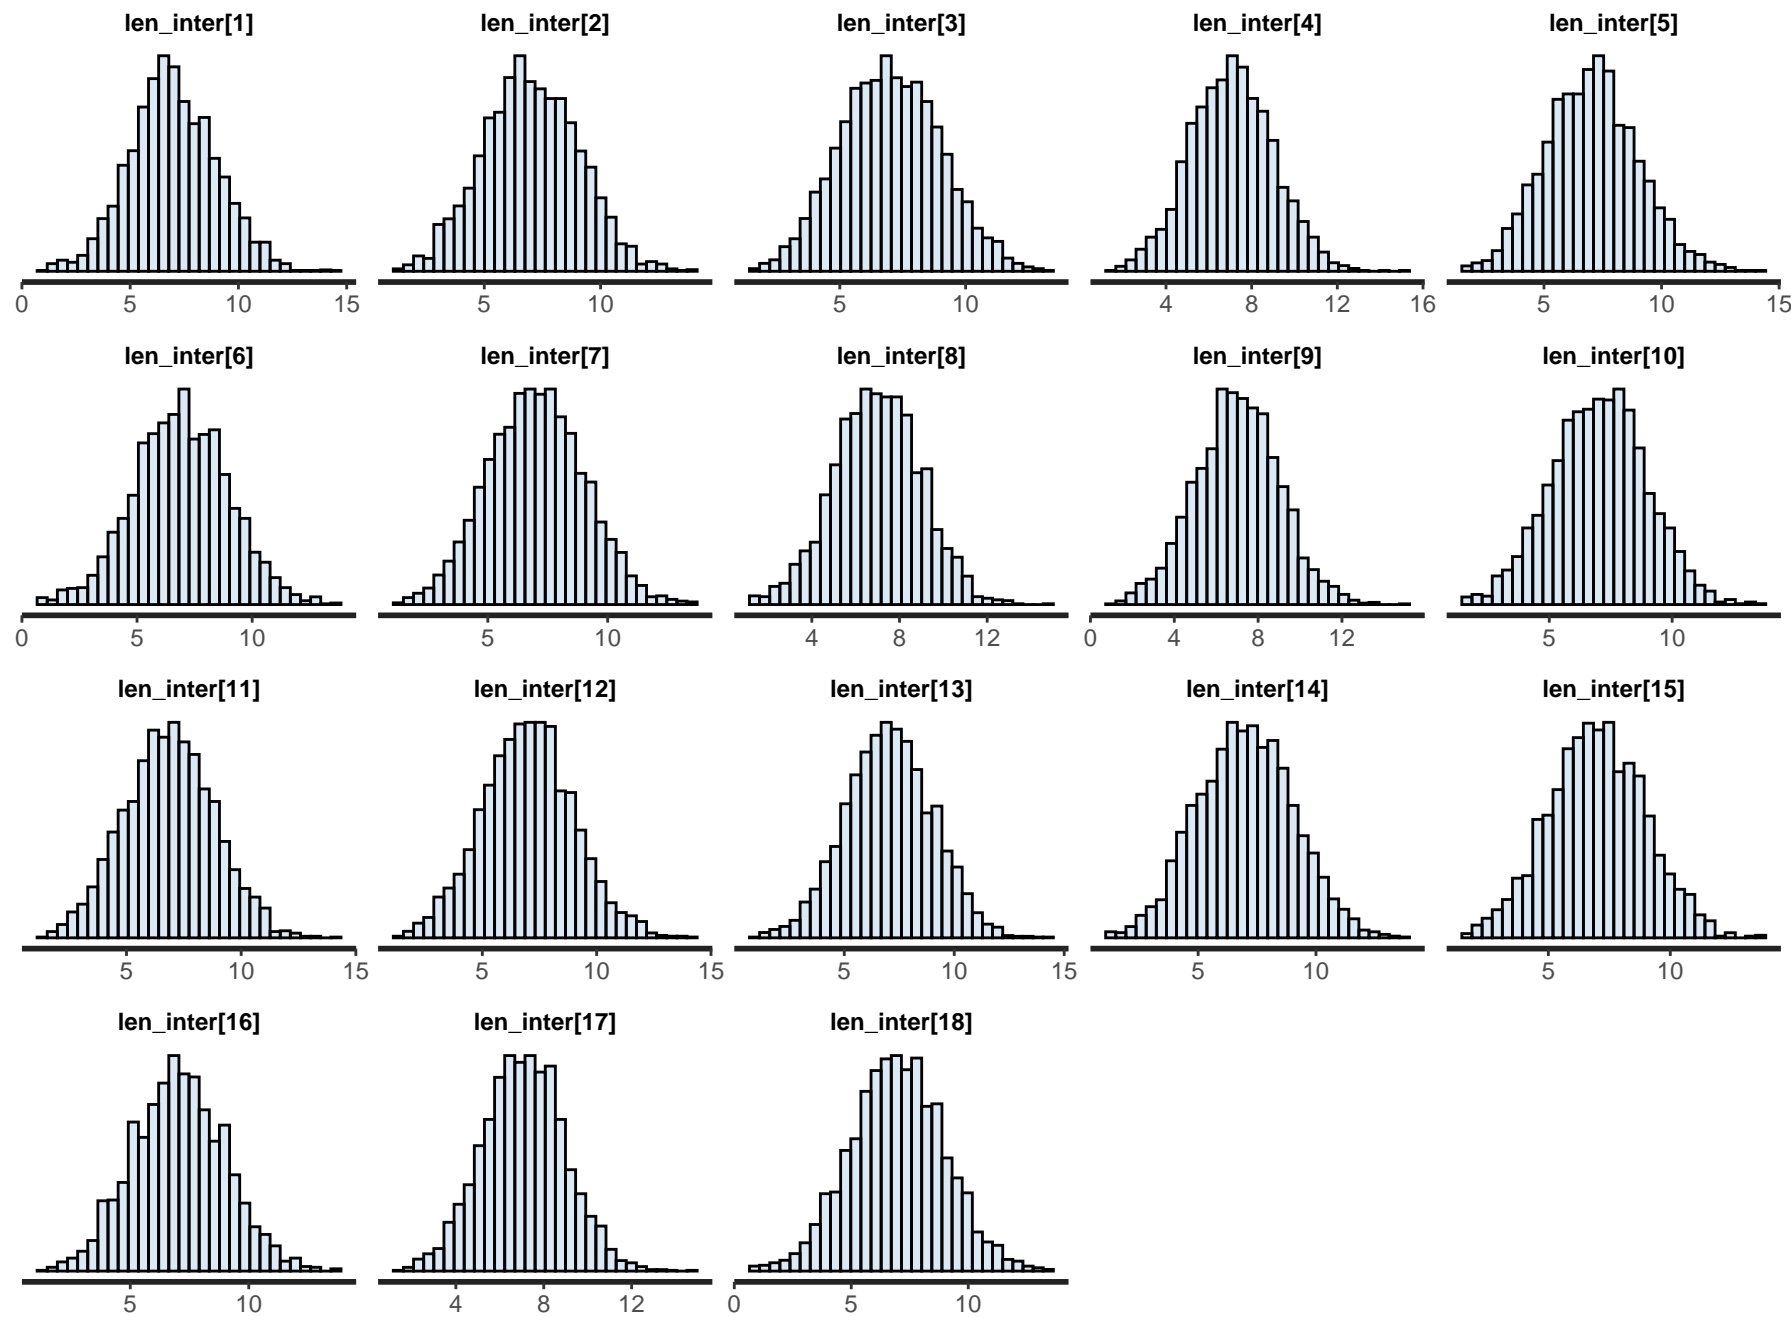 len_inter[1] len_inter[2] len_inter[3] len_inter[4] len_inter[5]
0 5 10 15 5 10 5 10 4 8 12 16 5 10 15
len_inter[6] len_inter[7] len_inter[8] len_inter[9] len_inter[10]
0 5 10 5 10 4 8 12 0 4 8 12 5 10
len_inter[11] len_inter[12] len_inter[13] len_inter[14] len_inter[15]
5 10 15 5 10 15 5 10 15 5 10 5 10
len_inter[16] len_inter[17] len_inter[18]
5 10 4 8 12 0 5 10